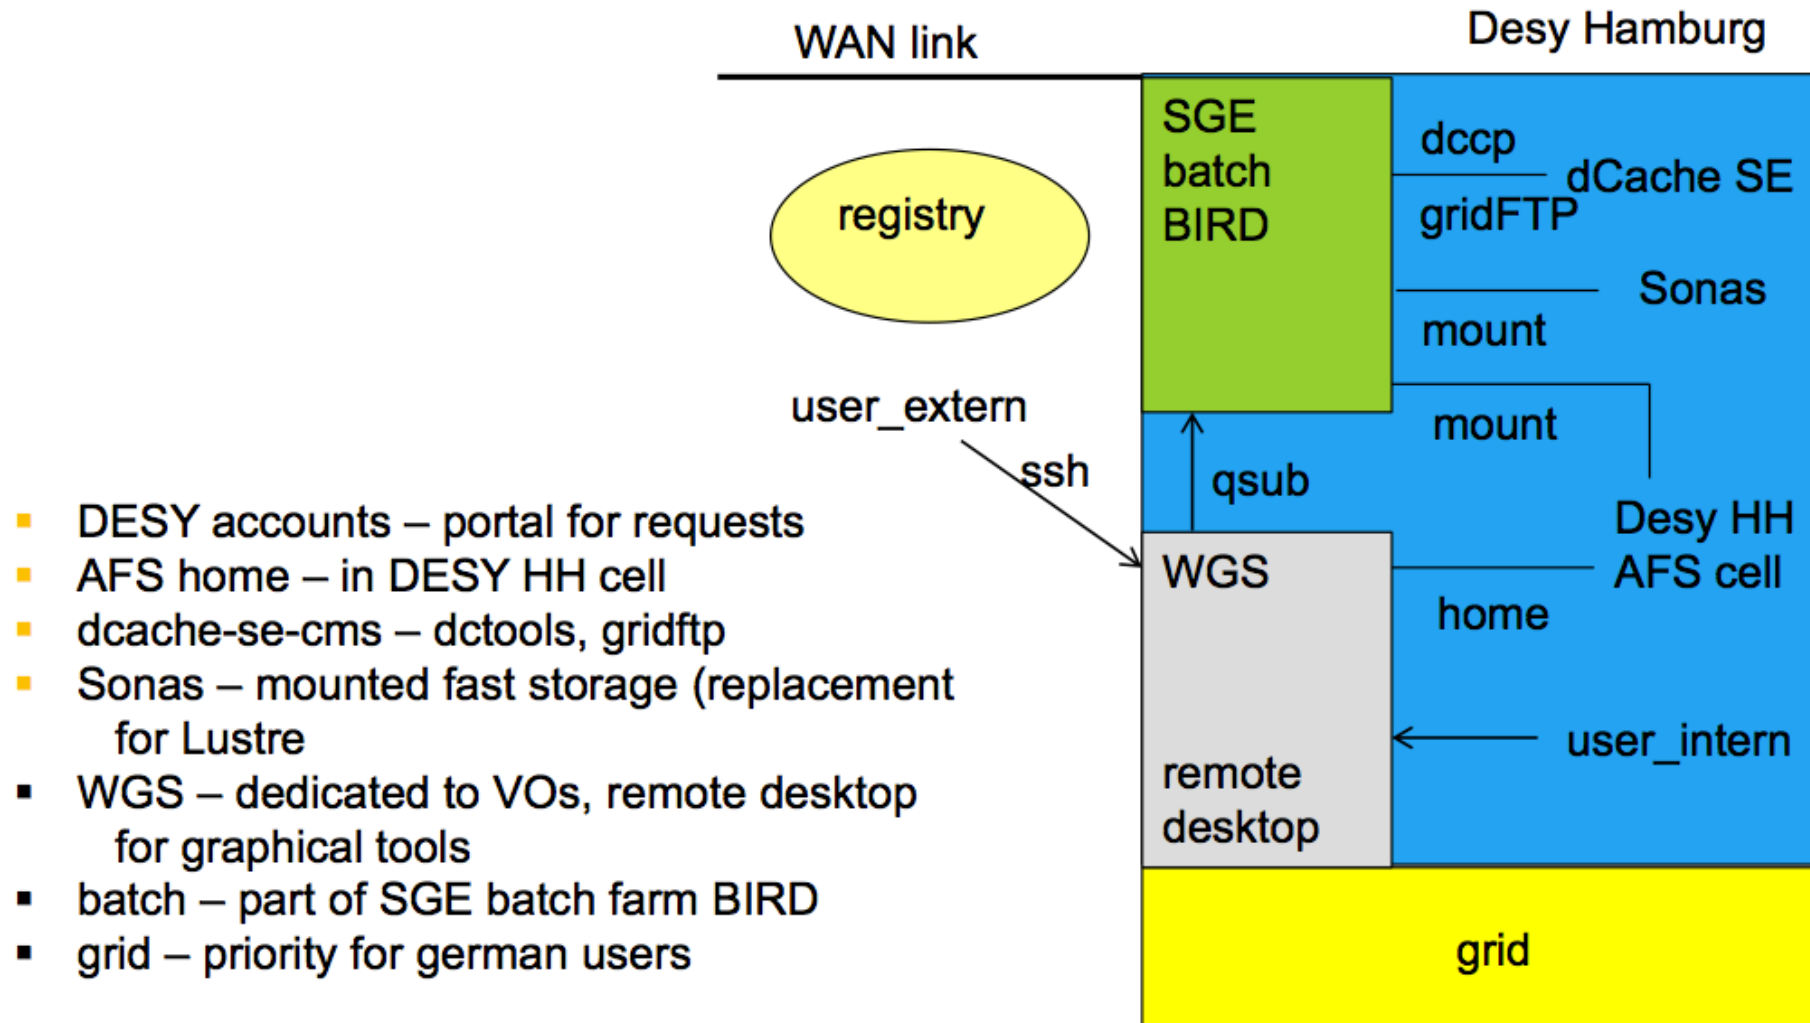 WAN link
Desy Hamburg
SGE
batch
BIRD
dccp
dCache SE
gridFTP
registry
Sonas
mount
user_extern
mount
ssh
qsub
Desy HH
AFS cell
WGS
home
user_intern
remote
desktop
grid
▪ DESY accounts – portal for requests
▪ AFS home – in DESY HH cell
▪ dcache-se-cms – dctools, gridftp
▪ Sonas – mounted fast storage (replacement
for Lustre
▪ WGS – dedicated to VOs, remote desktop
for graphical tools
▪ batch – part of SGE batch farm BIRD
▪ grid – priority for german users